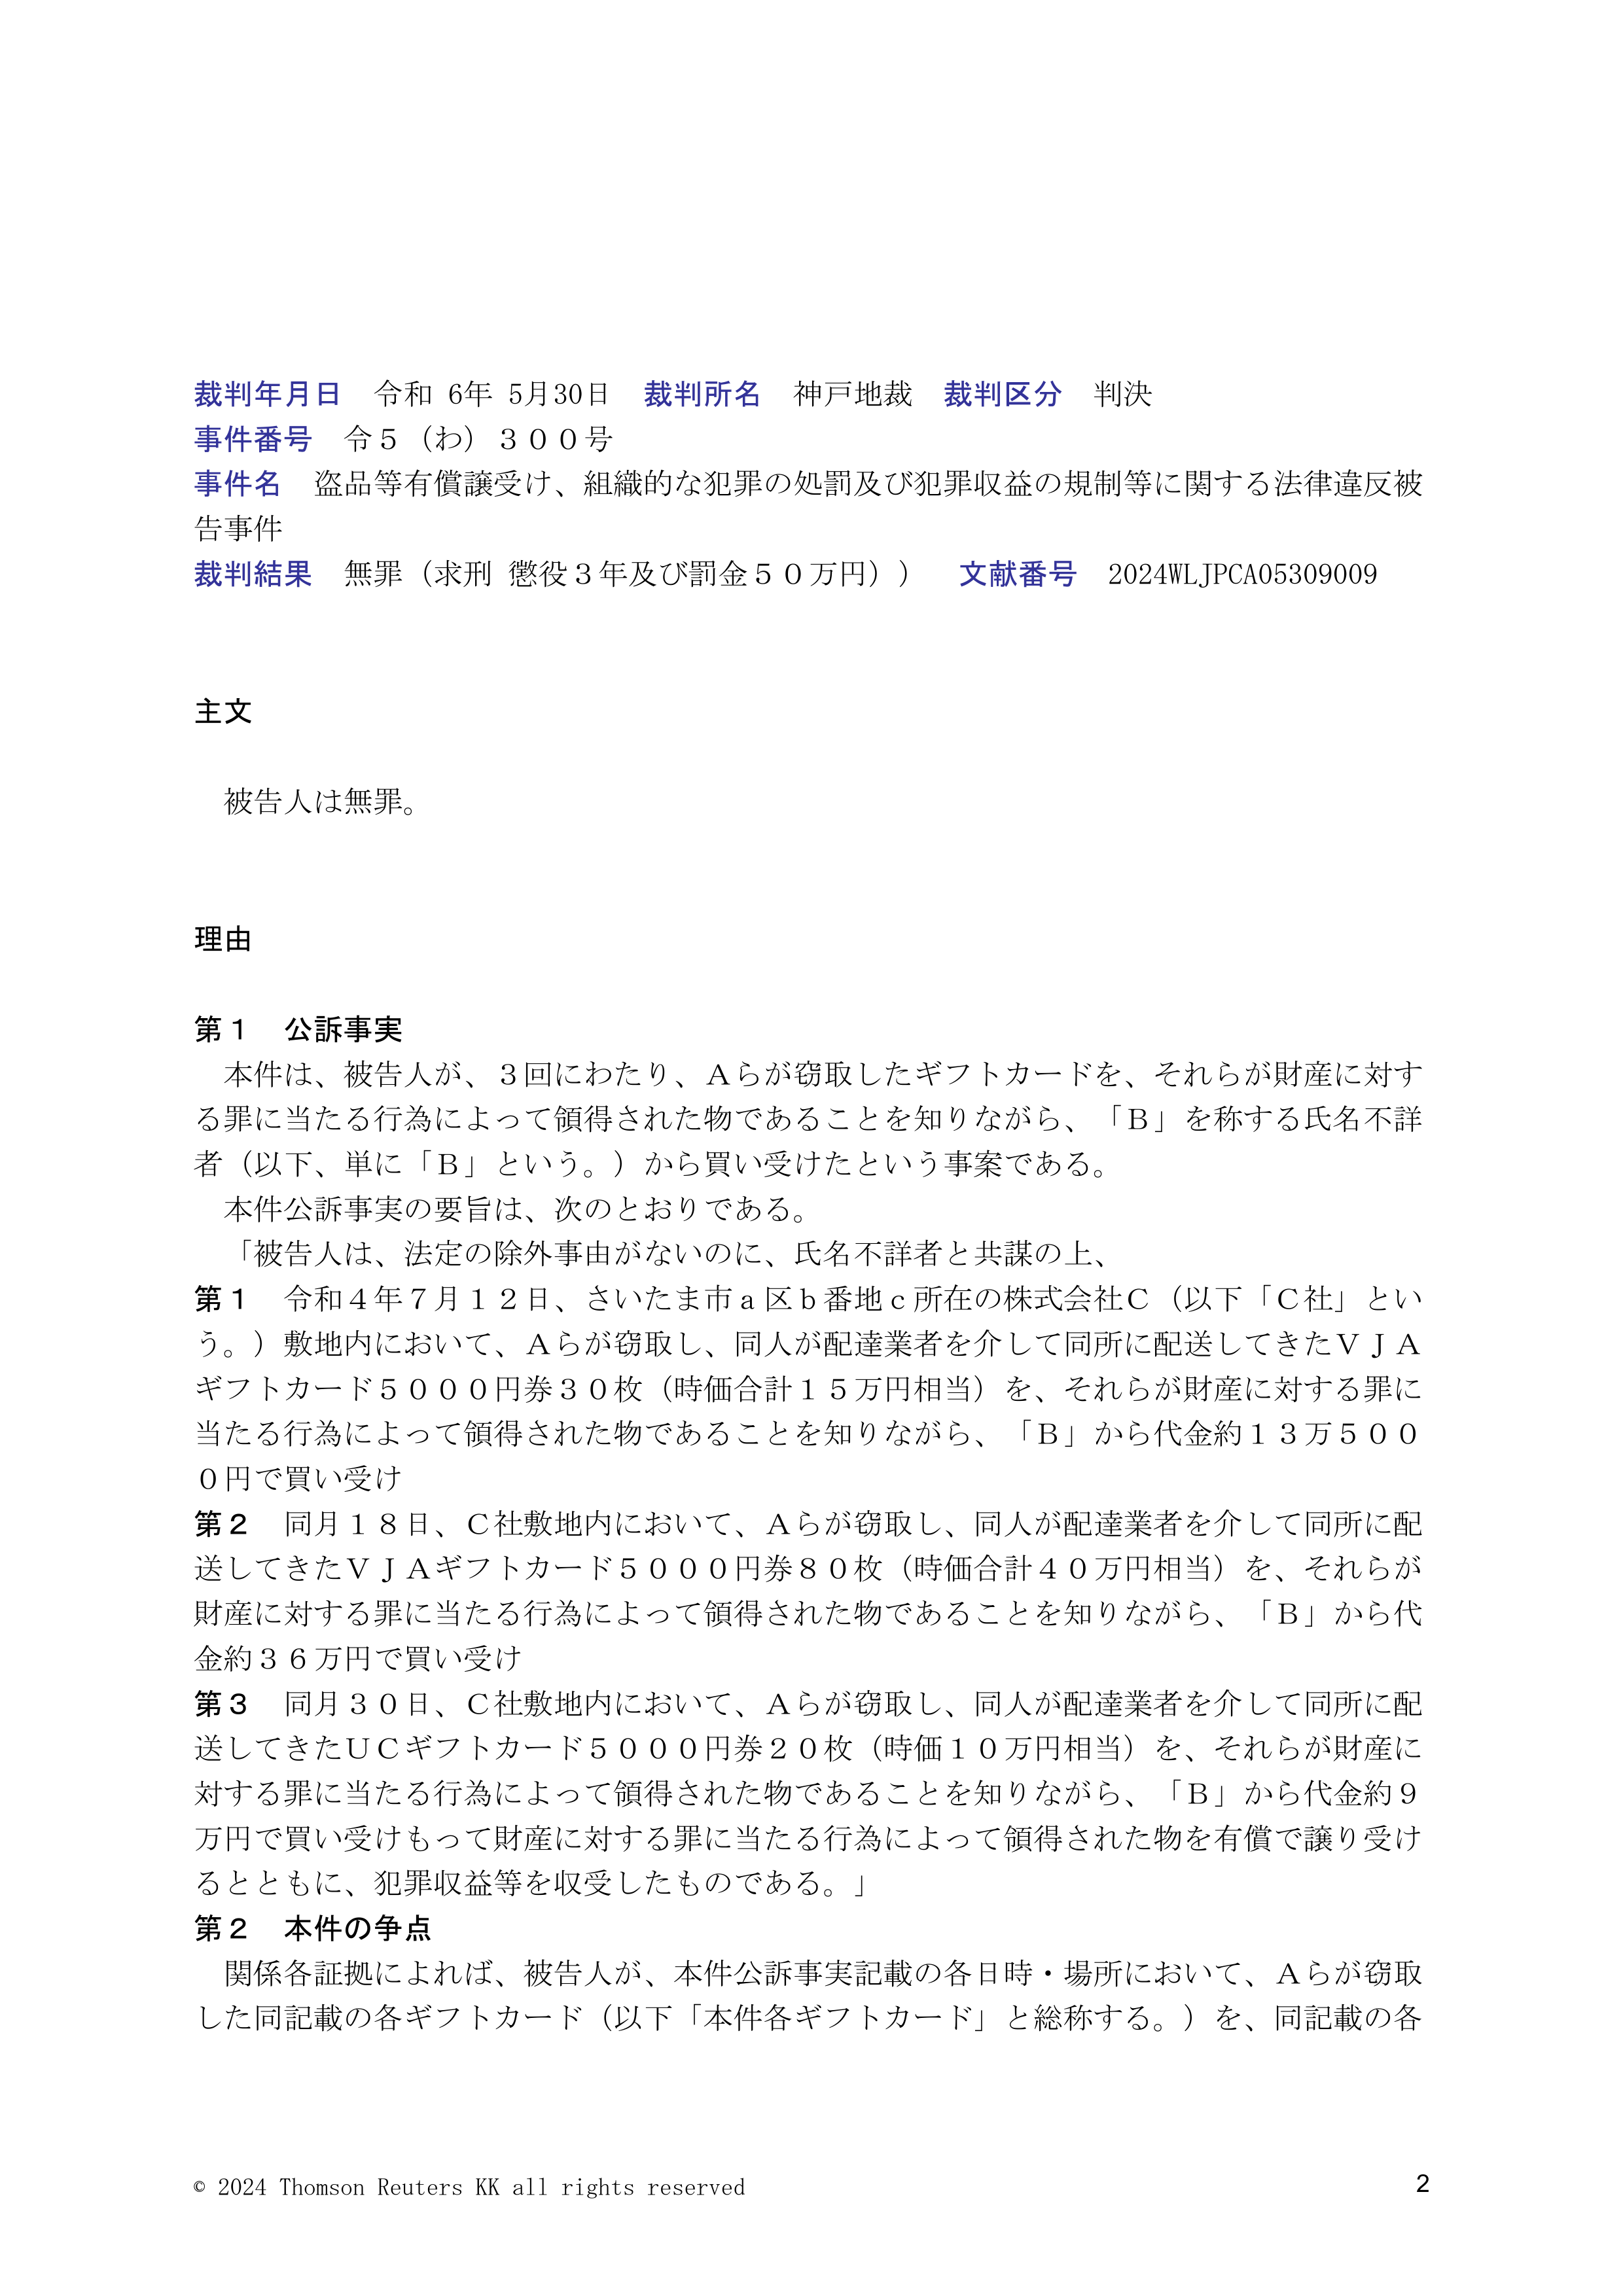 裁判年月日　令和 6年 5月30日　裁判所名　神戸地裁　裁判区分　判決
事件番号　令５（わ）３００号
事件名　盗品等有償譲受け、組織的な犯罪の処罰及び犯罪収益の規制等に関する法律違反被
告事件
裁判結果　無罪（求刑 懲役３年及び罰金５０万円））　文献番号　2024WLJPCA05309009
主文
被告人は無罪。
理由
第１　公訴事実
本件は、被告人が、３回にわたり、Ａらが窃取したギフトカードを、それらが財産に対す
る罪に当たる行為によって領得された物であることを知りながら、「Ｂ」を称する氏名不詳
者（以下、単に「Ｂ」という。）から買い受けたという事案である。
本件公訴事実の要旨は、次のとおりである。
「被告人は、法定の除外事由がないのに、氏名不詳者と共謀の上、
第１　令和４年７月１２日、さいたま市ａ区ｂ番地ｃ所在の株式会社Ｃ（以下「Ｃ社」とい
う。）敷地内において、Ａらが窃取し、同人が配達業者を介して同所に配送してきたＶＪＡ
ギフトカード５０００円券３０枚（時価合計１５万円相当）を、それらが財産に対する罪に
当たる行為によって領得された物であることを知りながら、「Ｂ」から代金約１３万５００
０円で買い受け
第２　同月１８日、Ｃ社敷地内において、Ａらが窃取し、同人が配達業者を介して同所に配
送してきたＶＪＡギフトカード５０００円券８０枚（時価合計４０万円相当）を、それらが
財産に対する罪に当たる行為によって領得された物であることを知りながら、「Ｂ」から代
金約３６万円で買い受け
第３　同月３０日、Ｃ社敷地内において、Ａらが窃取し、同人が配達業者を介して同所に配
送してきたＵＣギフトカード５０００円券２０枚（時価１０万円相当）を、それらが財産に
対する罪に当たる行為によって領得された物であることを知りながら、「Ｂ」から代金約９
万円で買い受けもって財産に対する罪に当たる行為によって領得された物を有償で譲り受け
るとともに、犯罪収益等を収受したものである。」
第２　本件の争点
関係各証拠によれば、被告人が、本件公訴事実記載の各日時・場所において、Ａらが窃取
した同記載の各ギフトカード（以下「本件各ギフトカード」と総称する。）を、同記載の各
© 2024 Thomson Reuters KK all rights reserved
2